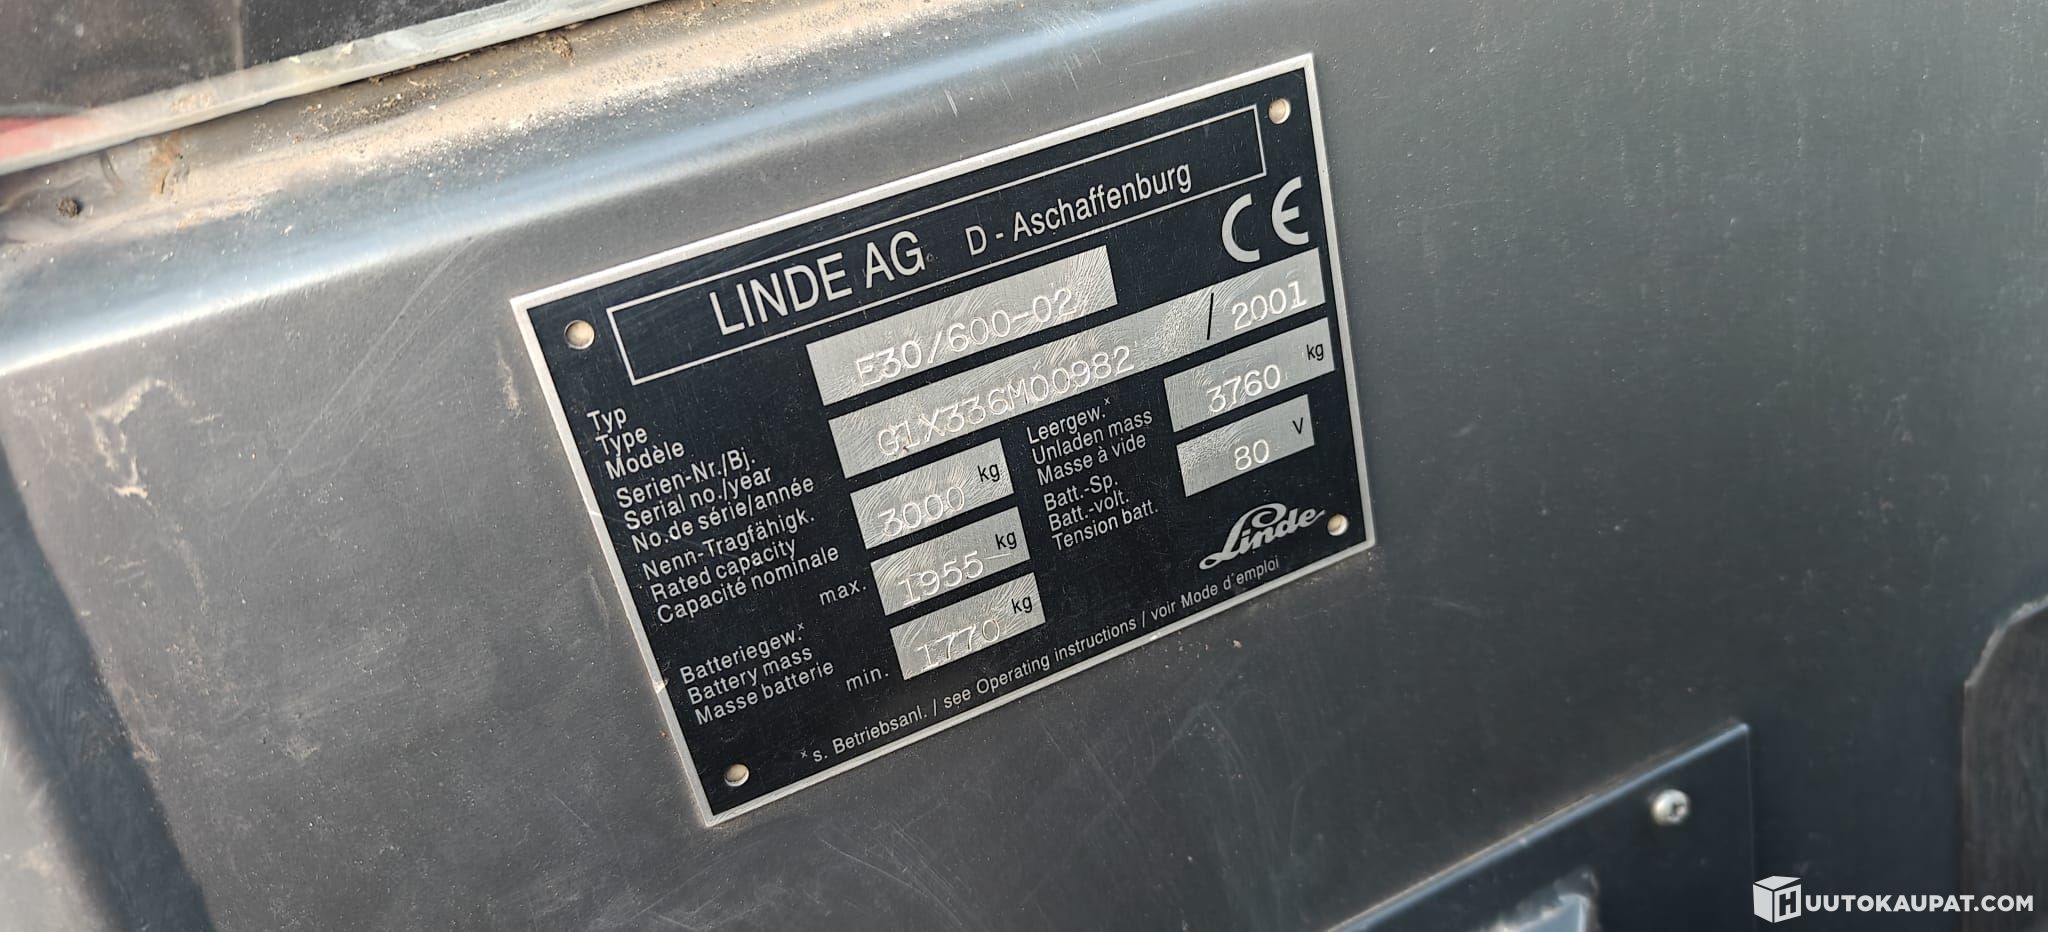 LINDE AG D - Aschaffenburg
CE
Typ
Type
Modèle
E30/600-02
Serien-Nr./Bj.
Serial no./year
No.de série/année
G1X336M00982 / 2001
Nenn-Tragfähigk.
Rated capacity
Capacité nominale
3000 kg
Leergew.x
Unladen mass
Masse à vide
3760 kg
Batteriegew.x
Battery mass
Masse batterie
max. 1955 kg
min. 1770 kg
Batt.-Sp.
Batt.-volt.
Tension batt.
80 V
Linde
x s. Betriebsanl. / see Operating instructions / voir Mode d'emploi
HUUTOKAUPAT.COM